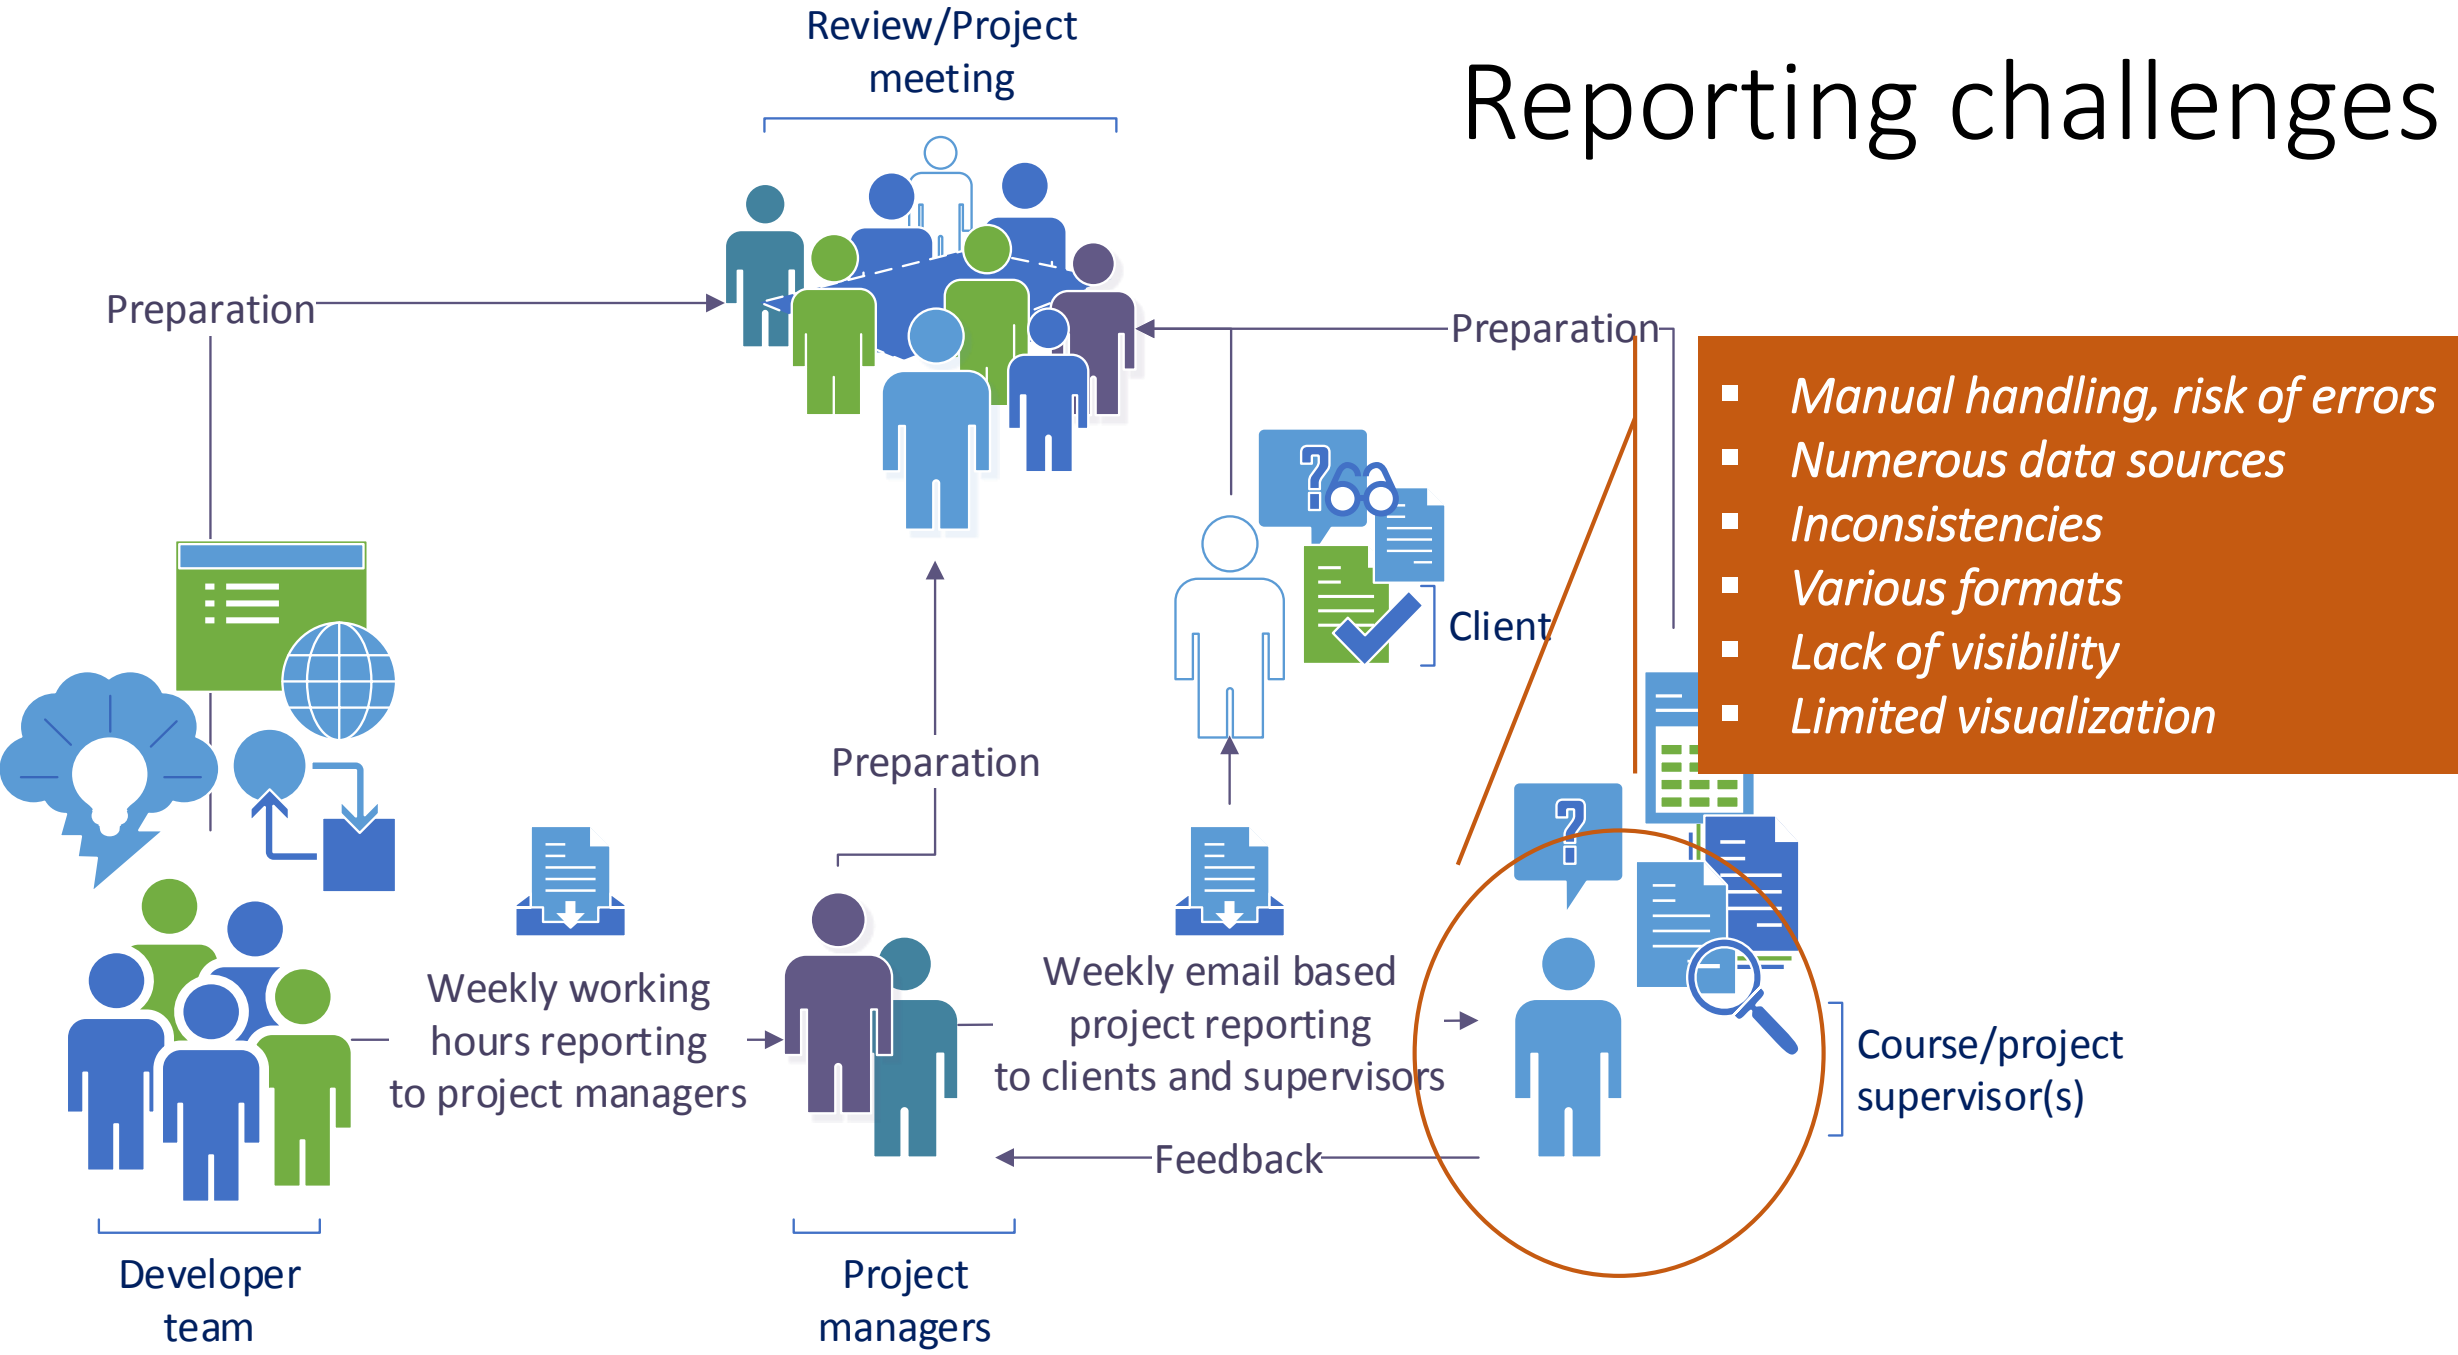 Review/Project
meeting
Reporting challenges
Preparation
Preparation
Manual handling, risk of errors
Numerous data sources
Inconsistencies
Various formats
Lack of visibility
Limited visualization
?
Client
Preparation
?
Weekly working
hours reporting
to project managers
Weekly email based
project reporting
to clients and supervisors
Course/project
supervisor(s)
Feedback
Developer
team
Project
managers